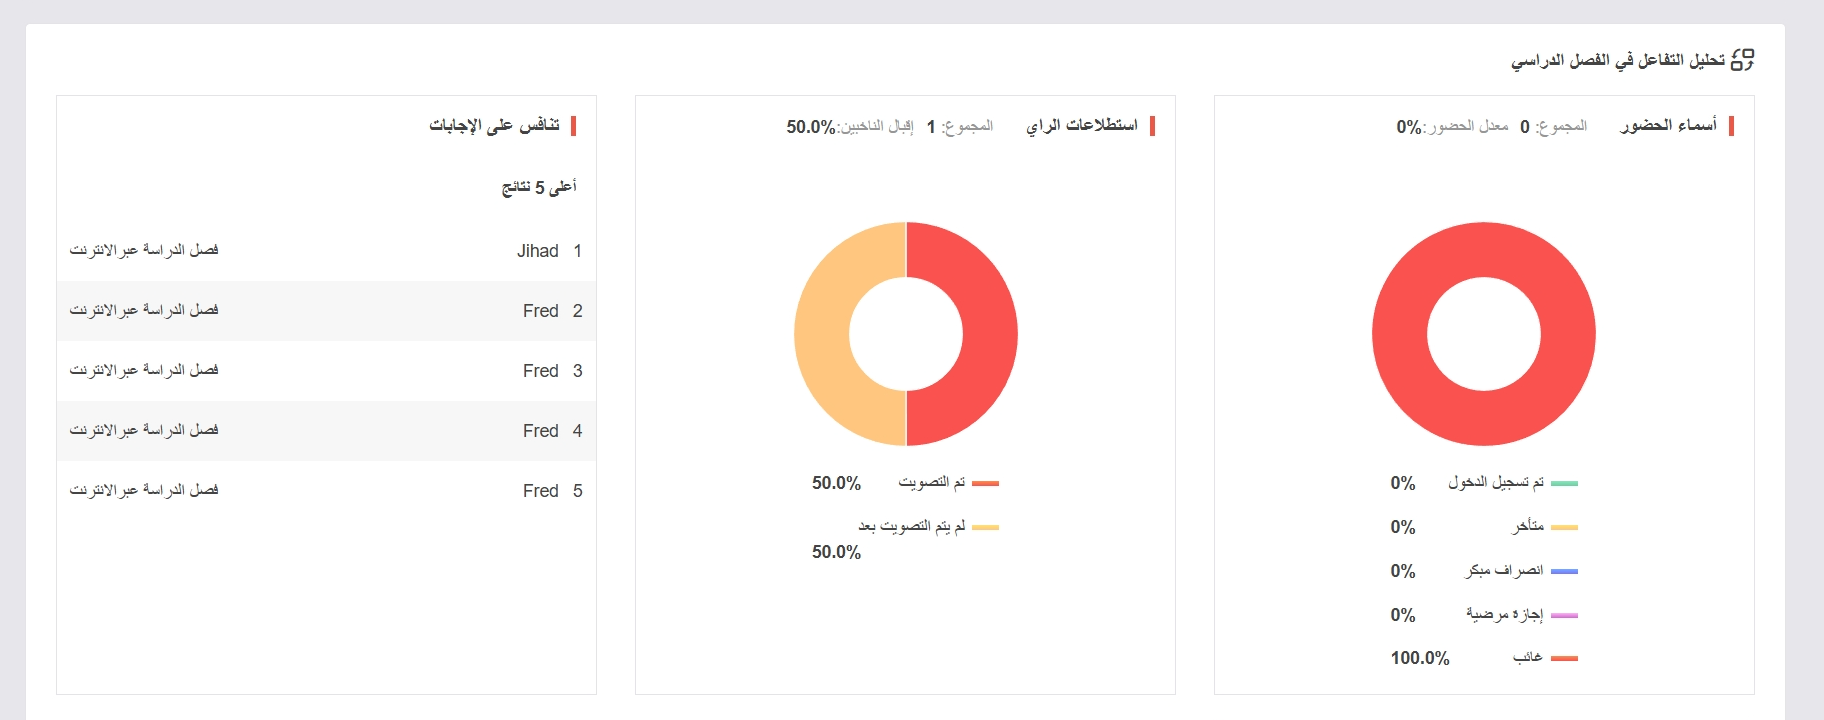 تحليل التفاعل في الفصل الدراسي
أسماء الحضور المجموع: 0 معدل الحضور:0%
تم تسجيل الدخول 0%
متأخر 0%
انصراف مبكر 0%
إجازة مرضية 0%
غائب 100.0%
استطلاعات الراي المجموع: 1 إقبال الناخبين:50.0%
تم التصويت 50.0%
لم يتم التصويت بعد
50.0%
تنافس على الإجابات
أعلى 5 نتائج
1 Jihad فصل الدراسة عبرالانترنت
2 Fred فصل الدراسة عبرالانترنت
3 Fred فصل الدراسة عبرالانترنت
4 Fred فصل الدراسة عبرالانترنت
5 Fred فصل الدراسة عبرالانترنت